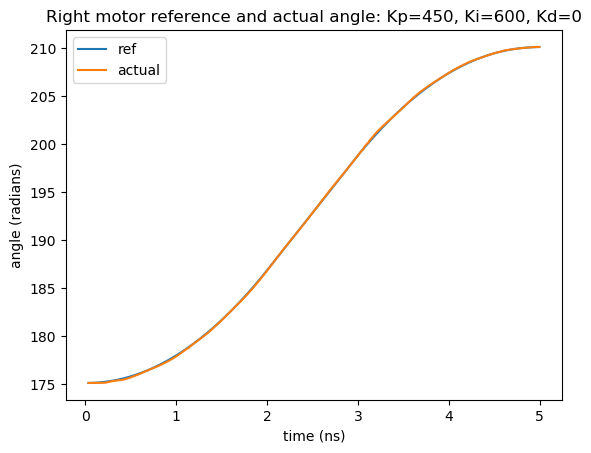 Right motor reference and actual angle: Kp=450, Ki=600, Kd=0
ref
actual
angle (radians)
210
205
200
195
190
185
180
175
0 1 2 3 4 5
time (ns)